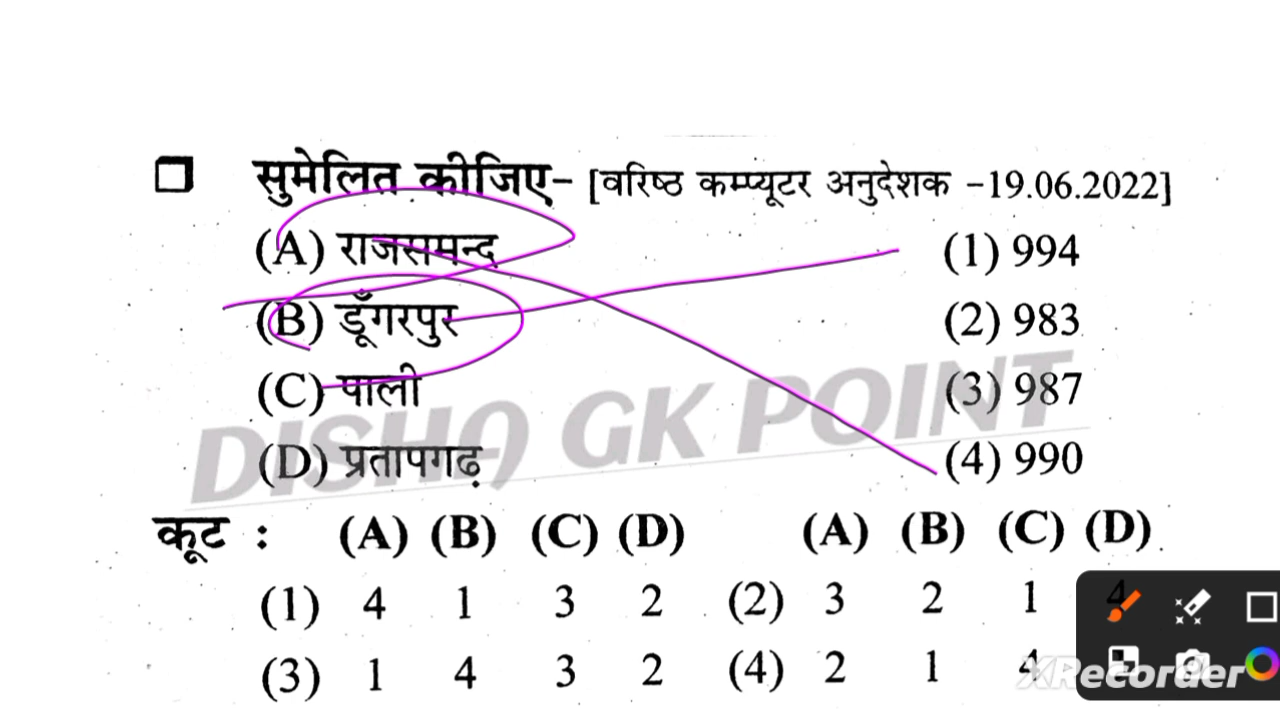 सुमेलित कीजिए- [वरिष्ठ कम्प्यूटर अनुदेशक -19.06.2022]
(A) राजसमन्द (1) 994
(B) डूँगरपुर (2) 983
(C) पाली (3) 987
(D) प्रतापगढ़ (4) 990
DISHA GK POINT
कूट : (A) (B) (C) (D) (A) (B) (C) (D)
(1) 4 1 3 2 (2) 3 2 1 4
(3) 1 4 3 2 (4) 2 1 4
XRecorder